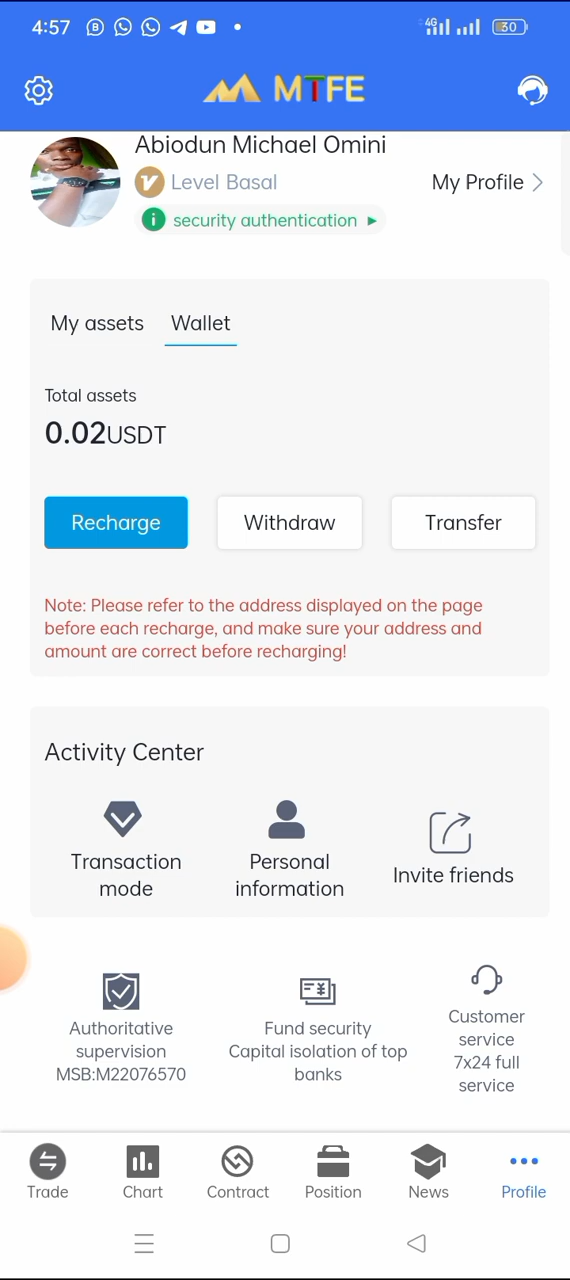 4:57
4G
30
MTFE
Abiodun Michael Omini
Level Basal
My Profile
security authentication
My assets
Wallet
Total assets
0.02USDT
Recharge
Withdraw
Transfer
Note: Please refer to the address displayed on the page
before each recharge, and make sure your address and
amount are correct before recharging!
Activity Center
Transaction
mode
Personal
information
Invite friends
Authoritative
supervision
MSB:M22076570
Fund security
Capital isolation of top
banks
Customer
service
7x24 full
service
Trade
Chart
Contract
Position
News
Profile